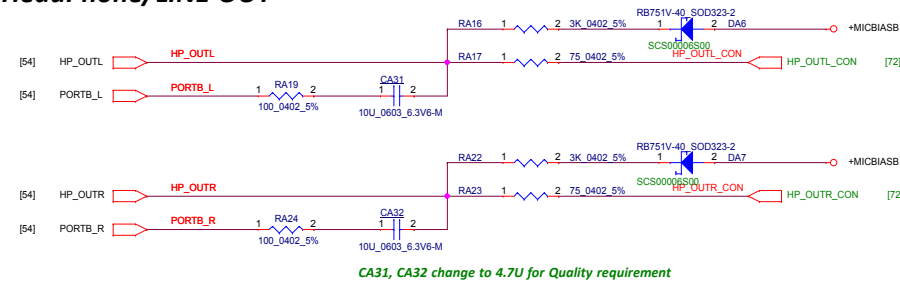 HeadPhone/LINE OUT
RB751V-40_SOD323-2
RA16 1 2 3K_0402_5% 1 2 DA6 +MICBIASB
SCS00006S00
[54] HP_OUTL HP_OUTL RA17 1 2 75_0402_5% HP_OUTL_CON HP_OUTL_CON [72]
[54] PORTB_L PORTB_L 1 RA19 2 1 CA31 2
100_0402_5% 10U_0603_6.3V6-M
RB751V-40_SOD323-2
RA22 1 2 3K_0402_5% 1 2 DA7 +MICBIASB
SCS00006S00
[54] HP_OUTR HP_OUTR RA23 1 2 75_0402_5% HP_OUTR_CON HP_OUTR_CON [72
[54] PORTB_R PORTB_R 1 RA24 2 1 CA32 2
100_0402_5% 10U_0603_6.3V6-M
CA31, CA32 change to 4.7U for Quality requirement